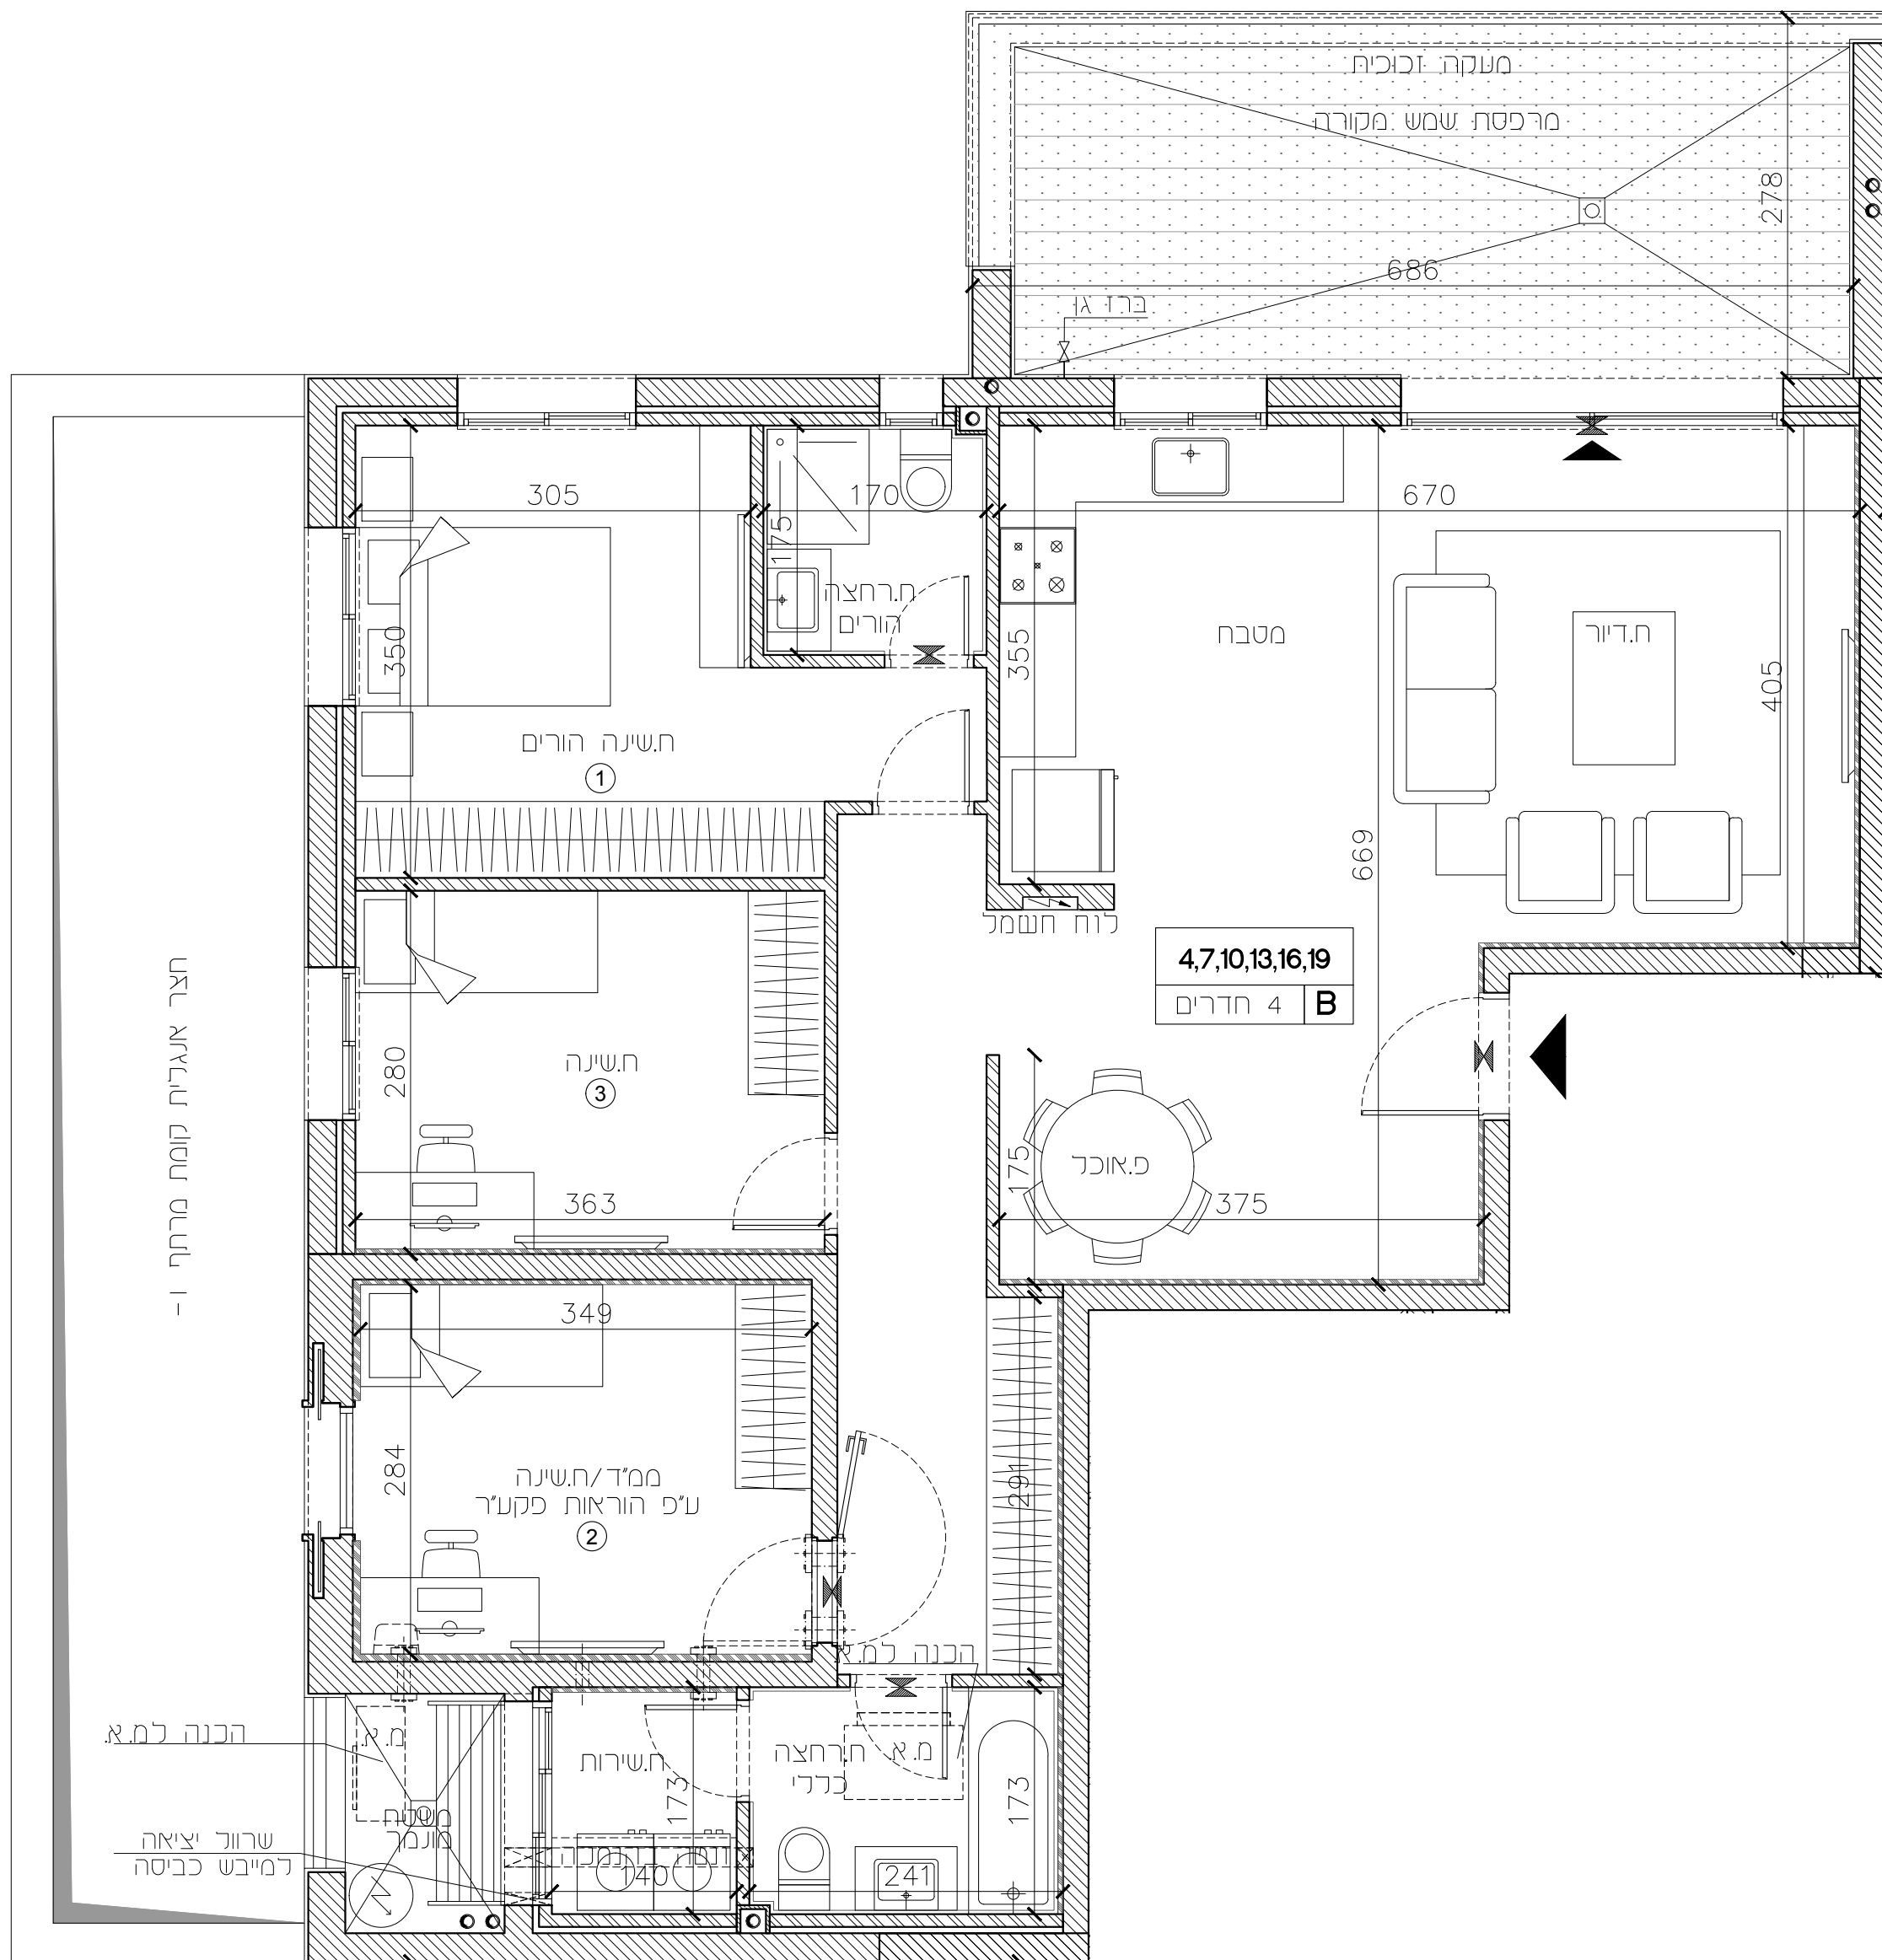 מעקה זכוכית
מרפסת שמש מקורה
278
686
ברז גן
305
170
670
175
ח.רחצה
הורים
350
355
מטבח
ח.דיור
405
ח.שינה הורים
1
669
לוח חשמל
4,7,10,13,16,19
4 חדרים
B
חצר אנגלית קומת מרתף 1-
280
ח.שינה
3
363
175
פ.אוכל
375
349
284
ממ"ד/ח.שינה
ע"פ הוראות פקע"ר
2
291
הכנה למ.א.
הכנה למ.א.
מ.א.
ח.שירות
173
ח.רחצה
כללי
מ.א.
173
משטח
מונמך
שרוול יציאה
למייבש כביסה
140
241